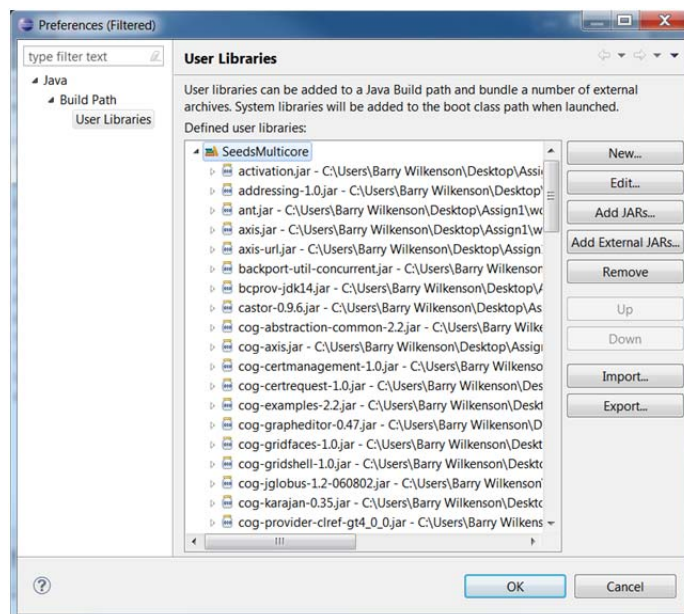 Preferences (Filtered)
type filter text
Java
Build Path
User Libraries
User Libraries
User libraries can be added to a Java Build path and bundle a number of external
archives. System libraries will be added to the boot class path when launched.
Defined user libraries:
SeedsMulticore
activation.jar - C:\Users\Barry Wilkenson\Desktop\Assi
addressing-1.0.jar - C:\Users\Barry Wilkenson\Desktop\
ant.jar - C:\Users\Barry Wilkenson\Desktop\Assign1\wo
axis.jar - C:\Users\Barry Wilkenson\Desktop\Assign1\w
axis-url.jar - C:\Users\Barry Wilkenson\Desktop\Assign
backport-util-concurrent.jar - C:\Users\Barry Wilkenson
bcprov-jdk14.jar - C:\Users\Barry Wilkenson\Desktop\A
castor-0.9.6.jar - C:\Users\Barry Wilkenson\Desktop\As
cog-abstraction-common-2.2.jar - C:\Users\Barry Wilke
cog-axis.jar - C:\Users\Barry Wilkenson\Desktop\Assig
cog-certmanagement-1.0.jar - C:\Users\Barry Wilkenso
cog-certrequest-1.0.jar - C:\Users\Barry Wilkenson\Des
cog-examples-2.2.jar - C:\Users\Barry Wilkenson\Deskt
cog-grapheditor-0.47.jar - C:\Users\Barry Wilkenson\D
cog-gridfaces-1.0.jar - C:\Users\Barry Wilkenson\Deskt
cog-gridshell-1.0.jar - C:\Users\Barry Wilkenson\Deskto
cog-jglobus-1.2-060802.jar - C:\Users\Barry Wilkenson\
cog-karajan-0.35.jar - C:\Users\Barry Wilkenson\Deskto
cog-provider-clref-gt4_0_0.jar - C:\Users\Barry Wilkens
New...
Edit...
Add JARs...
Add External JARs...
Remove
Up
Down
Import...
Export...
OK
Cancel